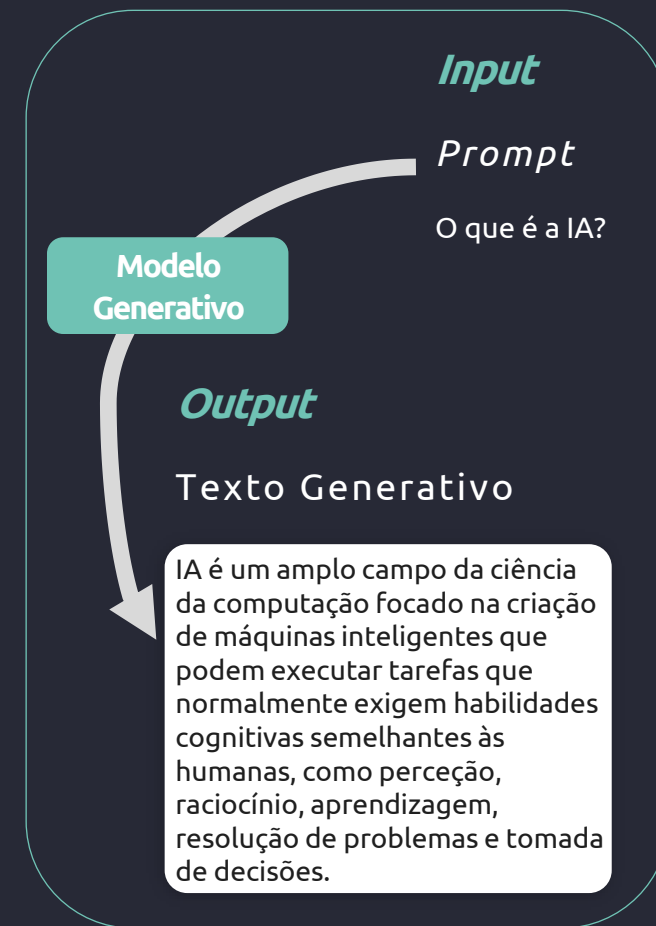 Input
Prompt
O que é a IA?
Modelo
Generativo
Output
Texto Generativo
IA é um amplo campo da ciência
da computação focado na criação
de máquinas inteligentes que
podem executar tarefas que
normalmente exigem habilidades
cognitivas semelhantes às
humanas, como perceção,
raciocínio, aprendizagem,
resolução de problemas e tomada
de decisões.